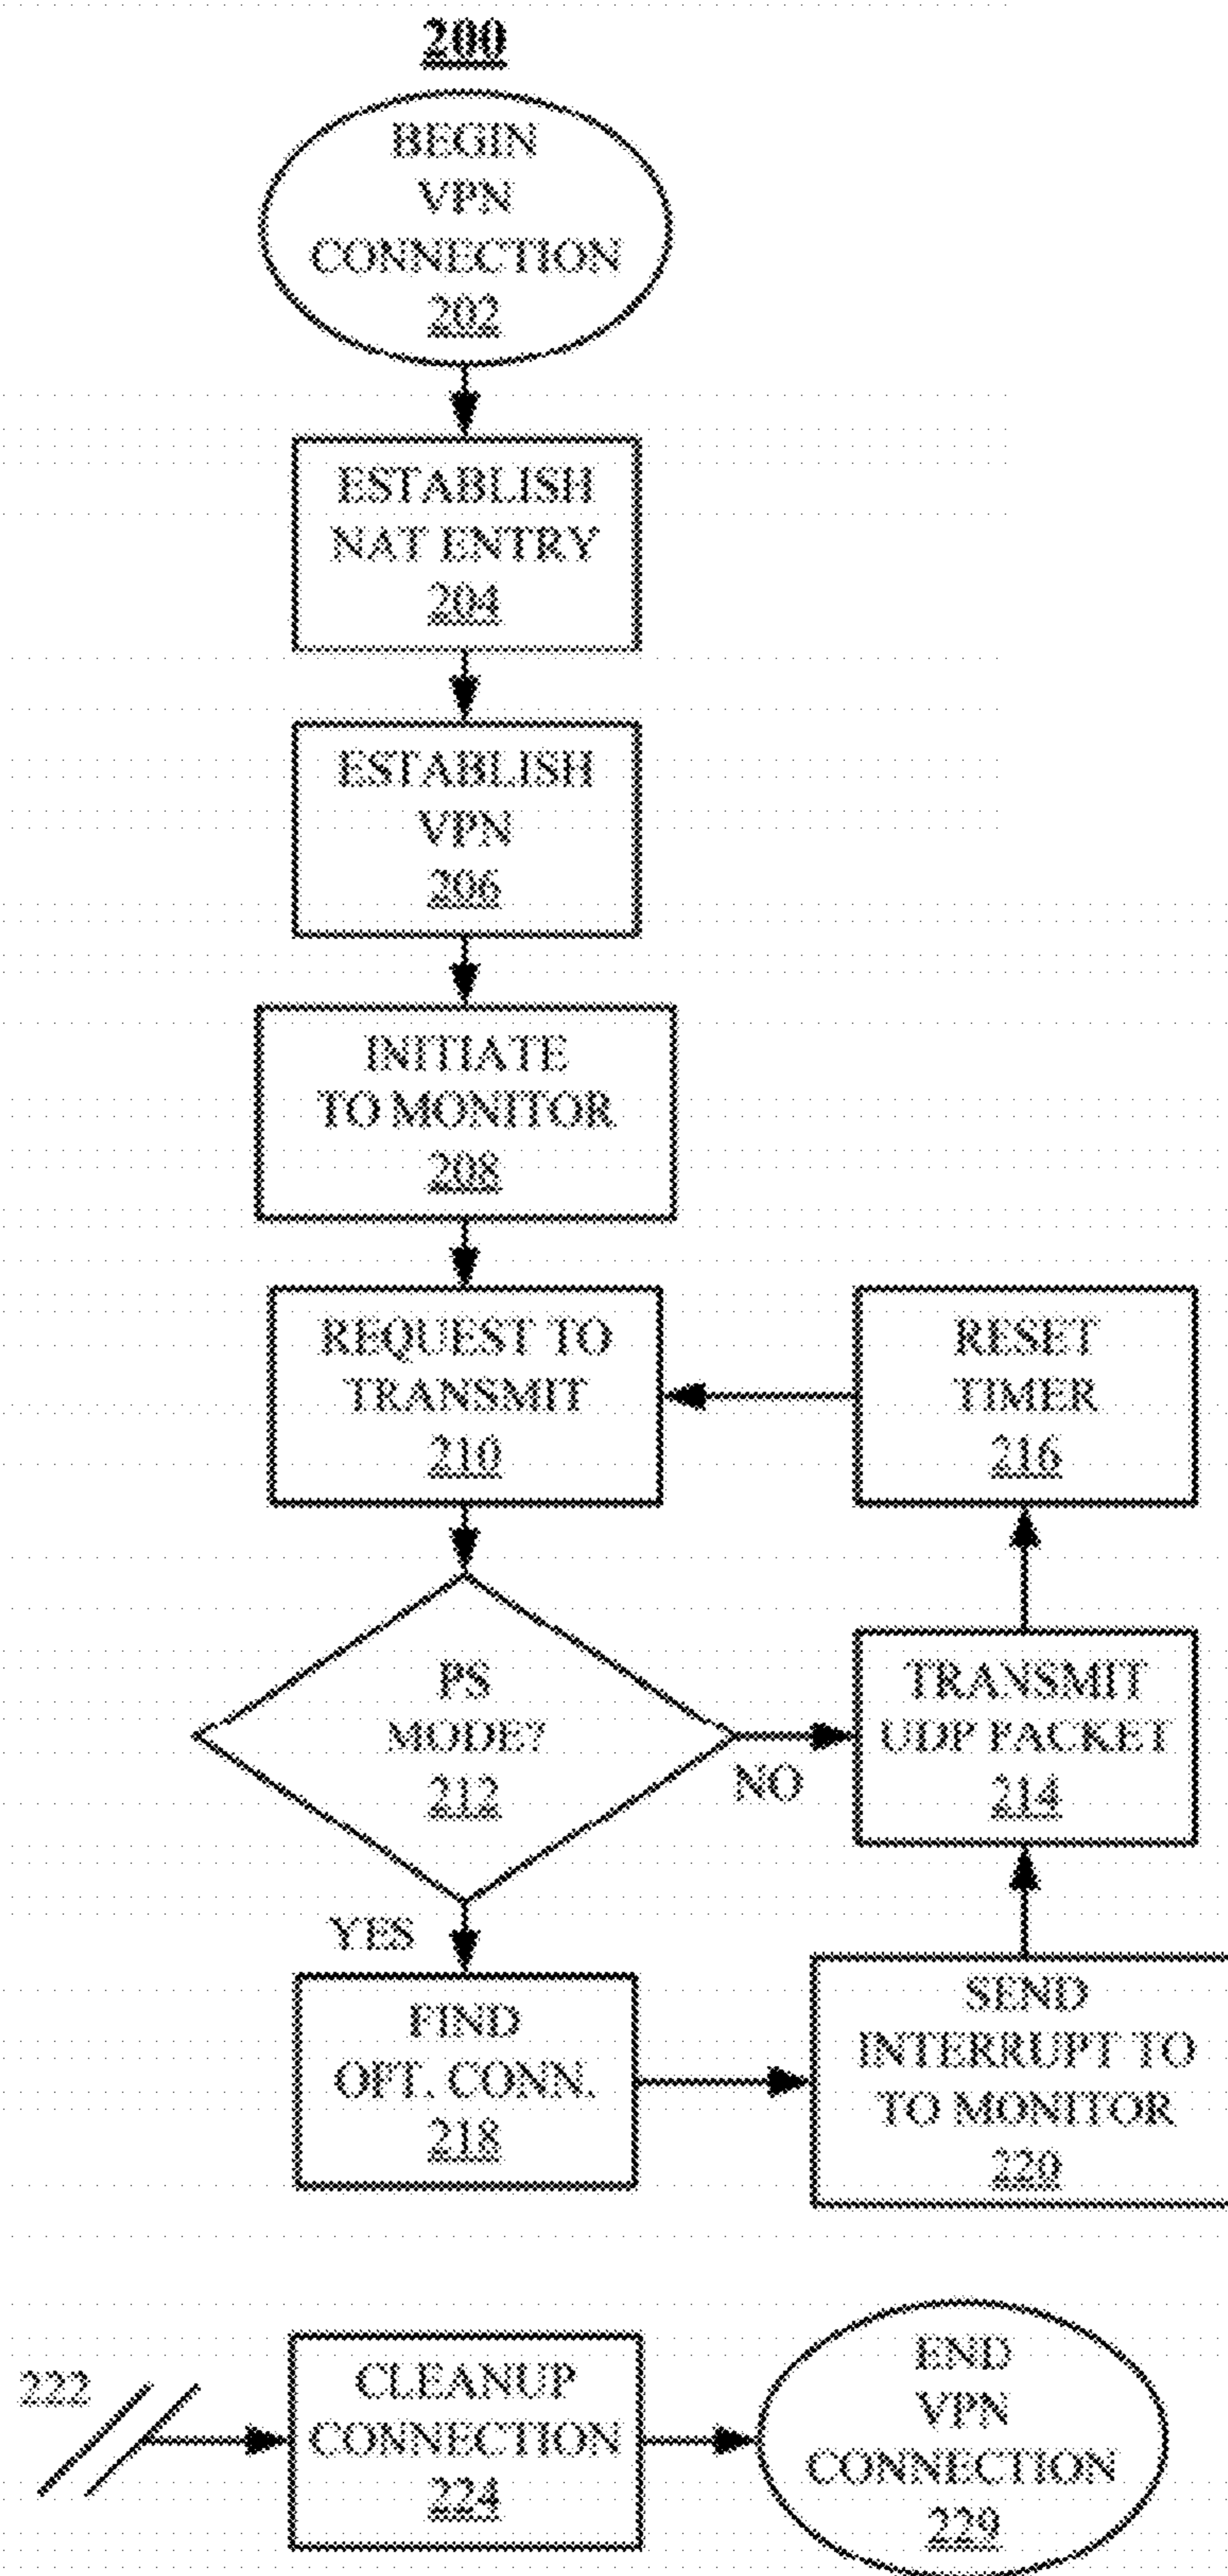 200
BEGIN
VPN
CONNECTION
202
ESTABLISH
NAT ENTRY
204
ESTABLISH
VPN
206
INITIATE
TO MONITOR
208
REQUEST TO
TRANSMIT
210
RESET
TIMER
216
PS
MODE?
212
NO
TRANSMIT
UDP PACKET
214
YES
FIND
OPT. CONN.
218
SEND
INTERRUPT TO
TO MONITOR
220
222
CLEANUP
CONNECTION
224
END
VPN
CONNECTION
229